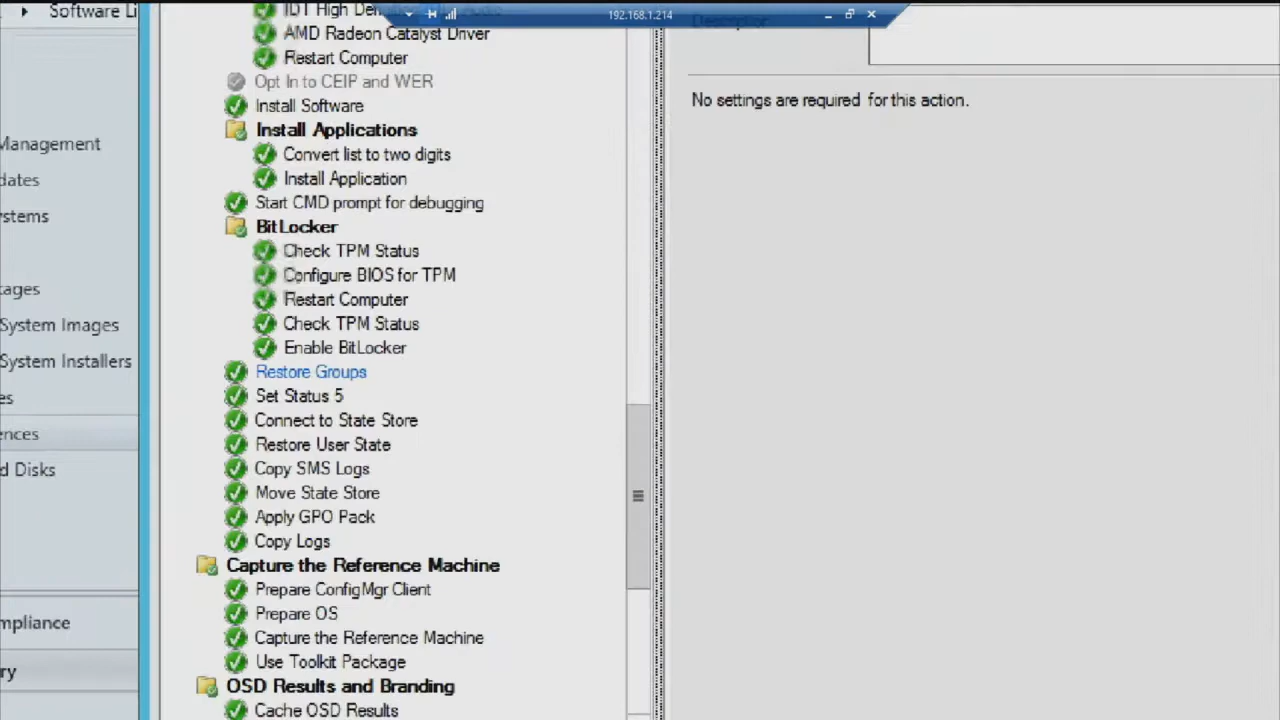 Software Li
Management
dates
ystems
ages
System Images
System Installers
es
ences
d Disks
mpliance
ry
192.168.1.214
AMD Radeon Catalyst Driver
Restart Computer
Opt In to CEIP and WER
Install Software
Install Applications
Convert list to two digits
Install Application
Start CMD prompt for debugging
BitLocker
Check TPM Status
Configure BIOS for TPM
Restart Computer
Check TPM Status
Enable BitLocker
Restore Groups
Set Status 5
Connect to State Store
Restore User State
Copy SMS Logs
Move State Store
Apply GPO Pack
Copy Logs
Capture the Reference Machine
Prepare ConfigMgr Client
Prepare OS
Capture the Reference Machine
Use Toolkit Package
OSD Results and Branding
Cache OSD Results
No settings are required for this action.